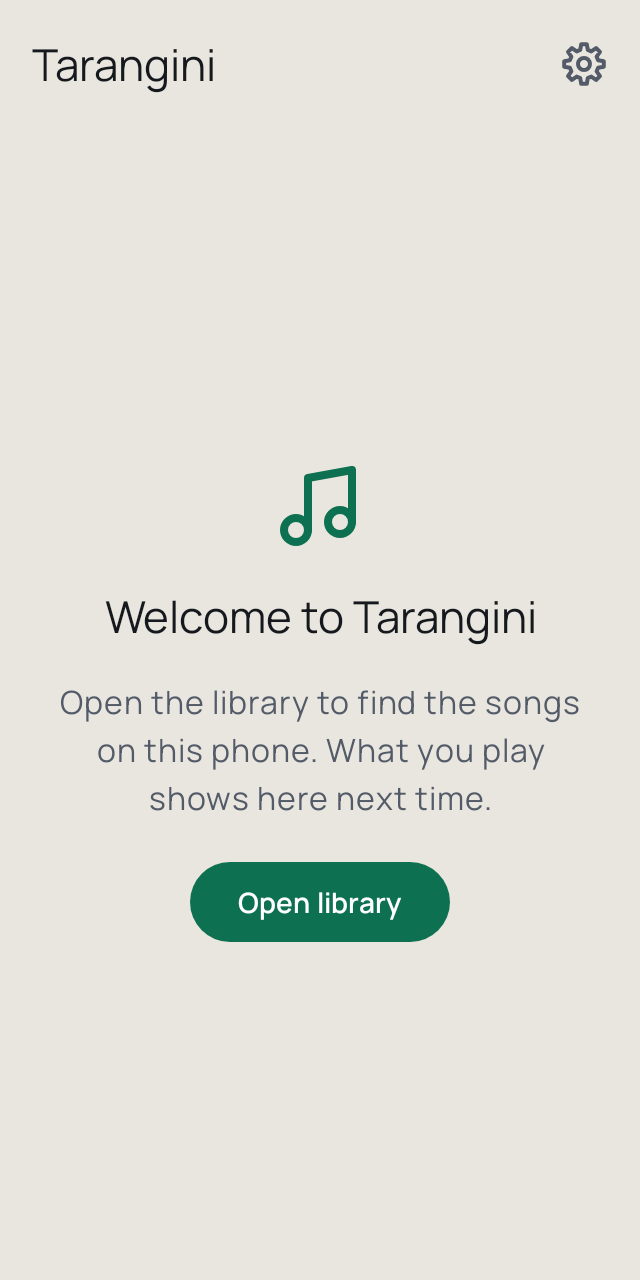 Tarangini
Welcome to Tarangini
Open the library to find the songs
on this phone. What you play
shows here next time.
Open library